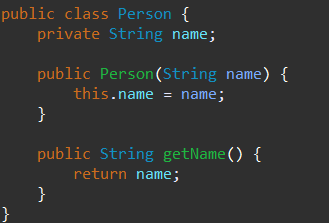 public class Person {
    private String name;

    public Person(String name) {
        this.name = name;
    }

    public String getName() {
        return name;
    }
}